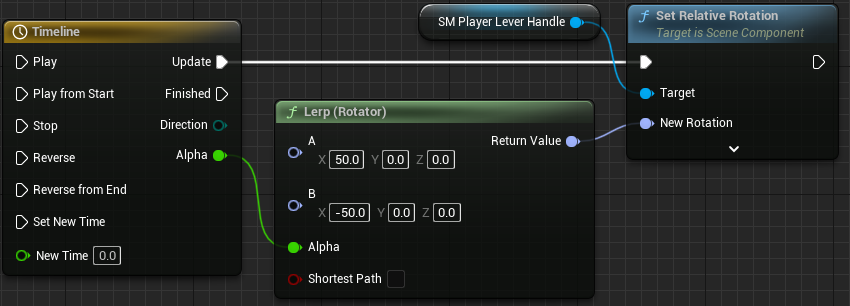 Timeline
Play
Update
Play from Start
Finished
Stop
Direction
Reverse
Alpha
Reverse from End
Set New Time
New Time 0.0
SM Player Lever Handle
Lerp (Rotator)
A
X 50.0 Y 0.0 Z 0.0
Return Value
B
X -50.0 Y 0.0 Z 0.0
Alpha
Shortest Path
f Set Relative Rotation
Target is Scene Component
Target
New Rotation